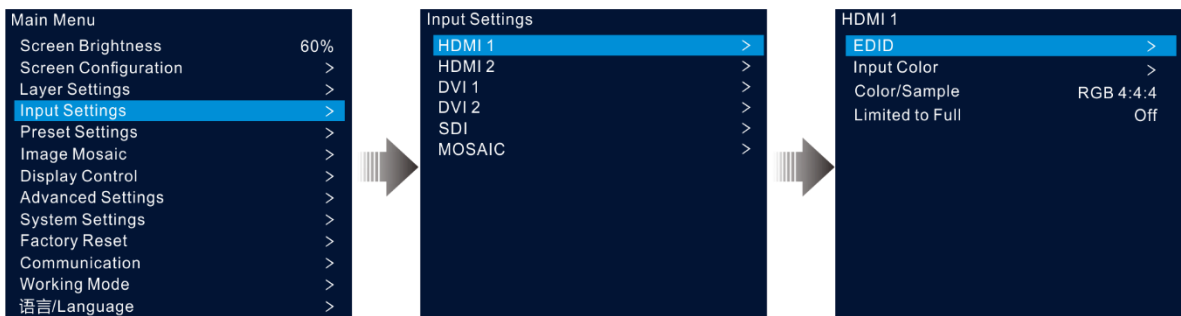 Main Menu
Screen Brightness 60%
Screen Configuration >
Layer Settings >
Input Settings >
Preset Settings >
Image Mosaic >
Display Control >
Advanced Settings >
System Settings >
Factory Reset >
Communication >
Working Mode >
语言/Language >
Input Settings
HDMI 1 >
HDMI 2 >
DVI 1 >
DVI 2 >
SDI >
MOSAIC >
HDMI 1
EDID >
Input Color >
Color/Sample RGB 4:4:4
Limited to Full Off